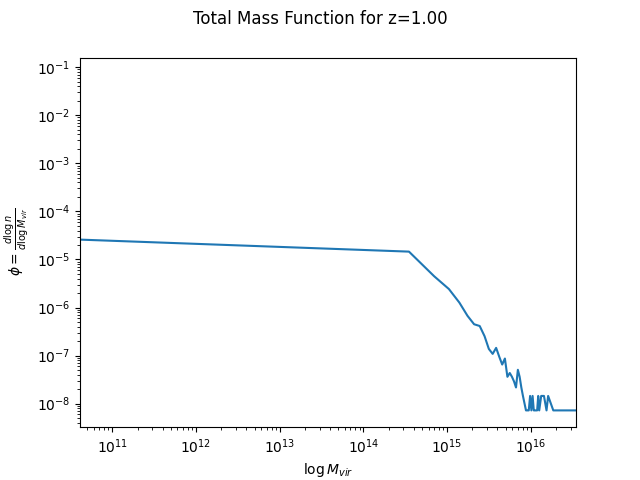 Total Mass Function for z=1.00
10⁻¹
10⁻²
10⁻³
10⁻⁴
10⁻⁵
10⁻⁶
10⁻⁷
10⁻⁸
ϕ = d log n / d log M_vir
10¹¹ 10¹² 10¹³ 10¹⁴ 10¹⁵ 10¹⁶
log M_vir